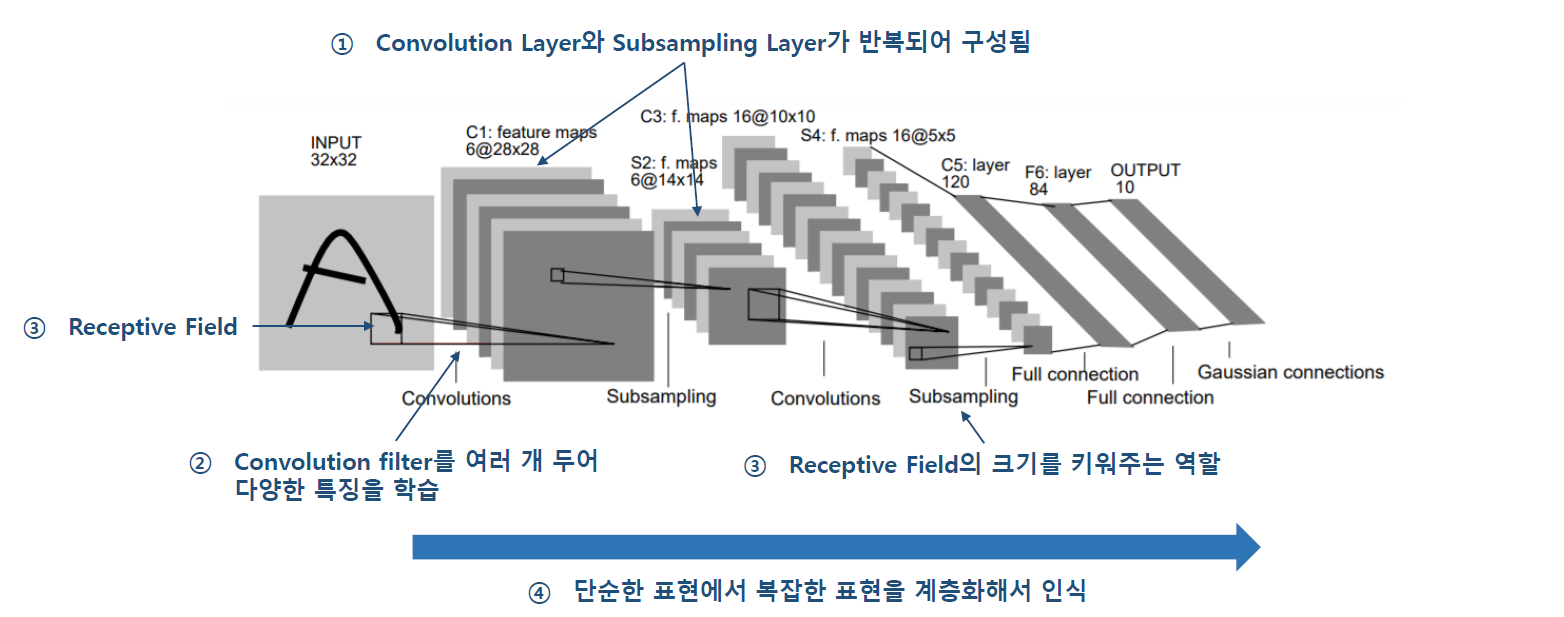 ① Convolution Layer와 Subsampling Layer가 반복되어 구성됨
INPUT
32x32
C1: feature maps
6@28x28
S2: f. maps
6@14x14
C3: f. maps 16@10x10
S4: f. maps 16@5x5
C5: layer
120
F6: layer
84
OUTPUT
10
③ Receptive Field
Convolutions
Subsampling
Convolutions
Subsampling
Full connection
Full connection
Gaussian connections
② Convolution filter를 여러 개 두어
다양한 특징을 학습
③ Receptive Field의 크기를 키워주는 역할
④ 단순한 표현에서 복잡한 표현을 계층화해서 인식